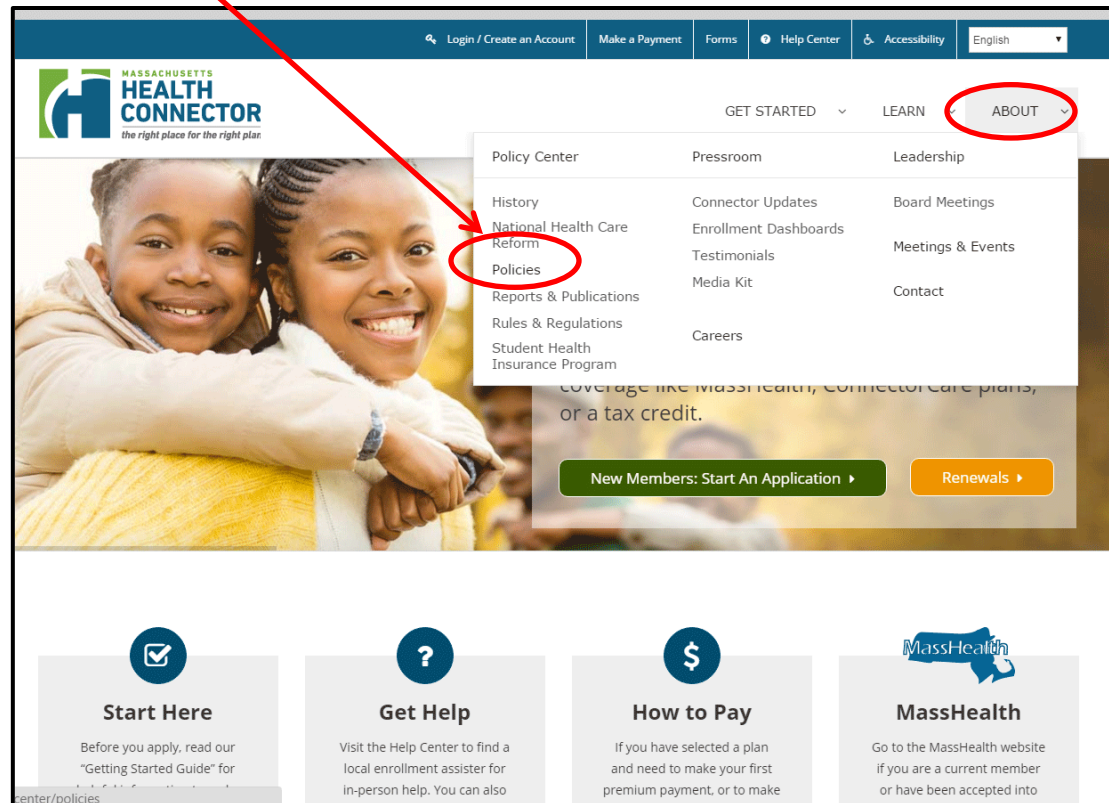 Login / Create an Account Make a Payment Forms Help Center Accessibility English
MASSACHUSETTS
HEALTH
CONNECTOR
the right place for the right plan
GET STARTED LEARN ABOUT
Policy Center Pressroom Leadership
History Connector Updates Board Meetings
National Health Care
Reform
Enrollment Dashboards
Meetings & Events
Testimonials
Policies
Media Kit
Contact
Reports & Publications
Rules & Regulations
Careers
Student Health
Insurance Program
coverage like MassHealth, ConnectorCare plans,
or a tax credit.
New Members: Start An Application Renewals
MassHealth
Start Here Get Help How to Pay MassHealth
Before you apply, read our Visit the Help Center to find a If you have selected a plan Go to the MassHealth website
"Getting Started Guide" for local enrollment assister for and need to make your first if you are a current member
in-person help. You can also premium payment, or to make or have been accepted into
center/policies